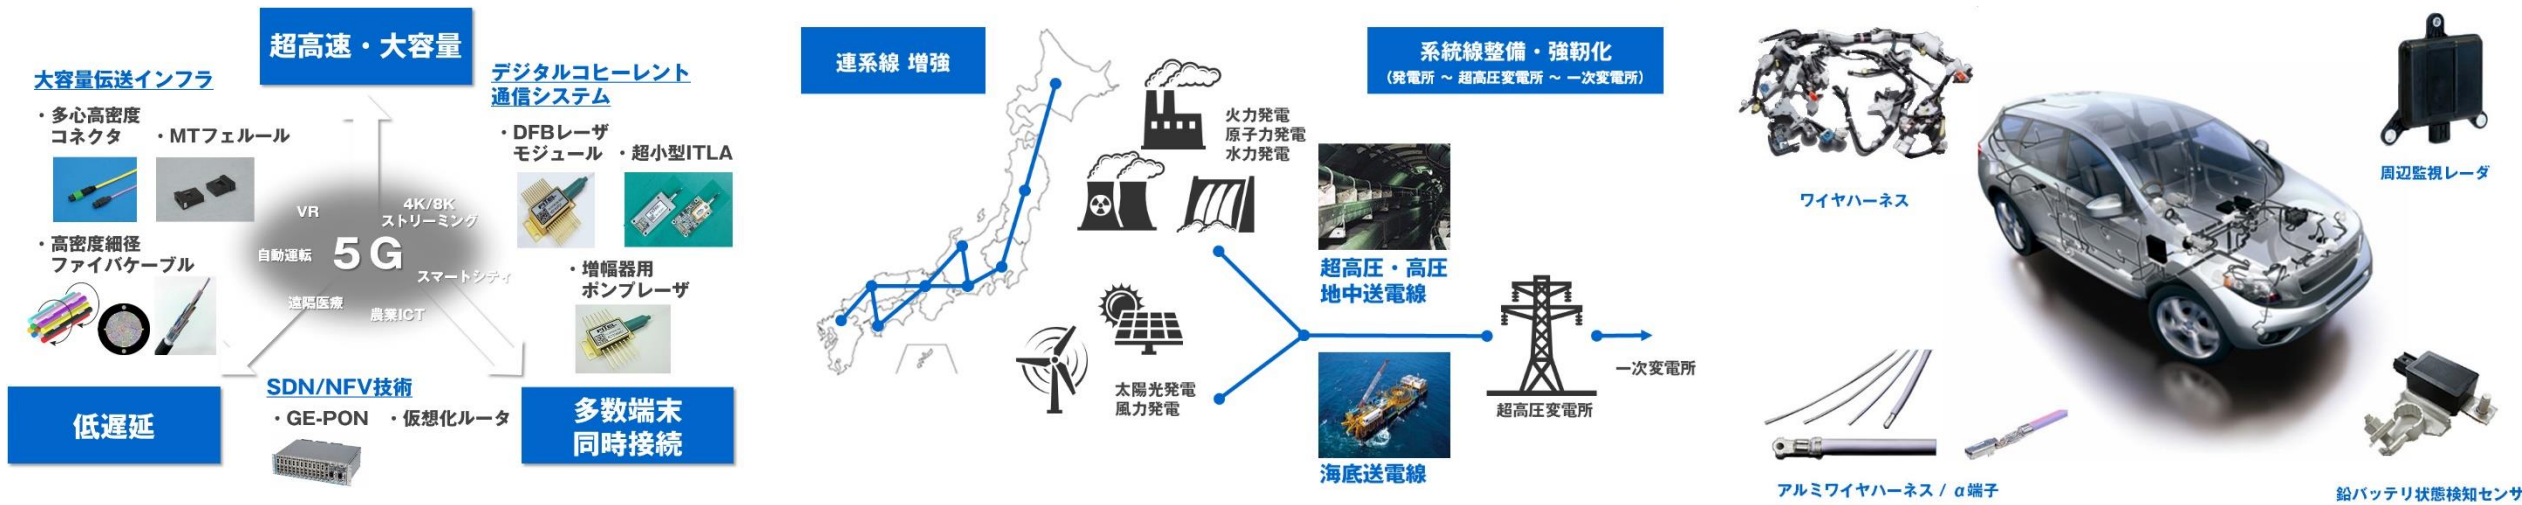 超高速・大容量
大容量伝送インフラ
・多心高密度
コネクタ
・MTフェルール
・高密度細径
ファイバケーブル
デジタルコヒーレント
通信システム
・DFBレーザ
モジュール
・超小型ITLA
・増幅器用
ポンプレーザ
VR
4K/8K
ストリーミング
自動運転
5G
スマートシティ
遠隔医療
農業ICT
低遅延
SDN/NFV技術
・GE-PON
・仮想化ルータ
多数端末
同時接続
連系線 増強
系統線整備・強靭化
(発電所 ～ 超高圧変電所 ～ 一次変電所)
火力発電
原子力発電
水力発電
超高圧・高圧
地中送電線
太陽光発電
風力発電
海底送電線
超高圧変電所
一次変電所
ワイヤハーネス
周辺監視レーダ
アルミワイヤハーネス / α端子
鉛バッテリ状態検知センサ